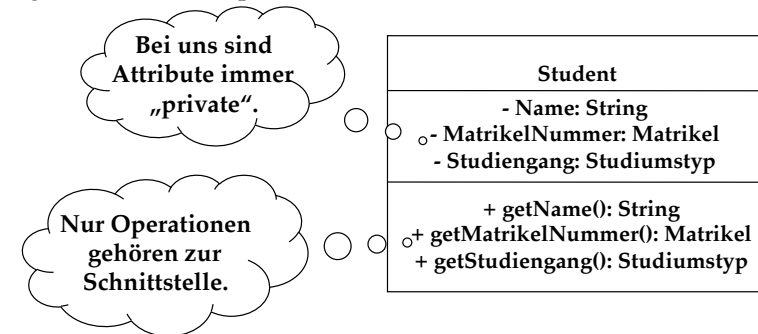 Bei uns sind
Attribute immer
„private“.
Student
- Name: String
- MatrikelNummer: Matrikel
- Studiengang: Studiumstyp
Nur Operationen
gehören zur
Schnittstelle.
+ getName(): String
+ getMatrikelNummer(): Matrikel
+ getStudiengang(): Studiumstyp